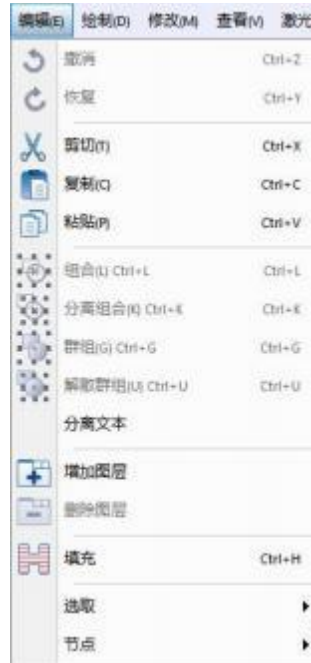 编辑(E) 绘制(D) 修改(M) 查看(V) 激光
撤消 Ctrl+Z
恢复 Ctrl+Y
剪切(T) Ctrl+X
复制(C) Ctrl+C
粘贴(P) Ctrl+V
组合(L) Ctrl+L Ctrl+L
分离组合(K) Ctrl+K Ctrl+K
群组(G) Ctrl+G Ctrl+G
解散群组(U) Ctrl+U Ctrl+U
分离文本
增加图层
删除图层
填充 Ctrl+H
选取
节点